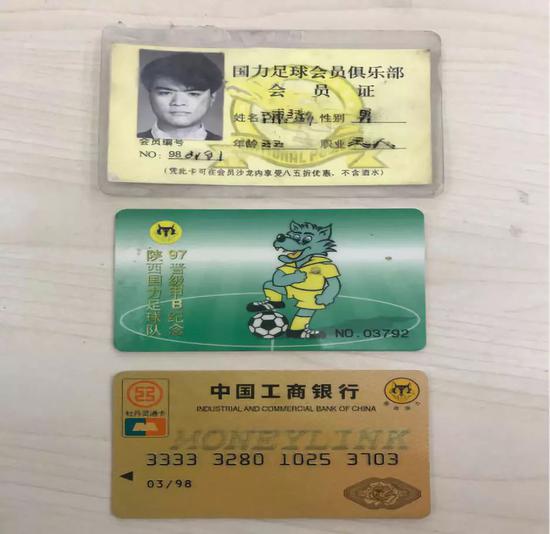 国力足球会员俱乐部
会员证
姓名 性别 男
会员编号
NO: 98
年龄 职业
(凭此卡可在会员沙龙内享受八五折优惠,不含酒水)
97晋级甲B纪念
陕西国力足球队
NO.03792
中国工商银行
INDUSTRIAL AND COMMERCIAL BANK OF CHINA
牡丹灵通卡
MONEYLINK
3333 3280 1025 3703
03/98